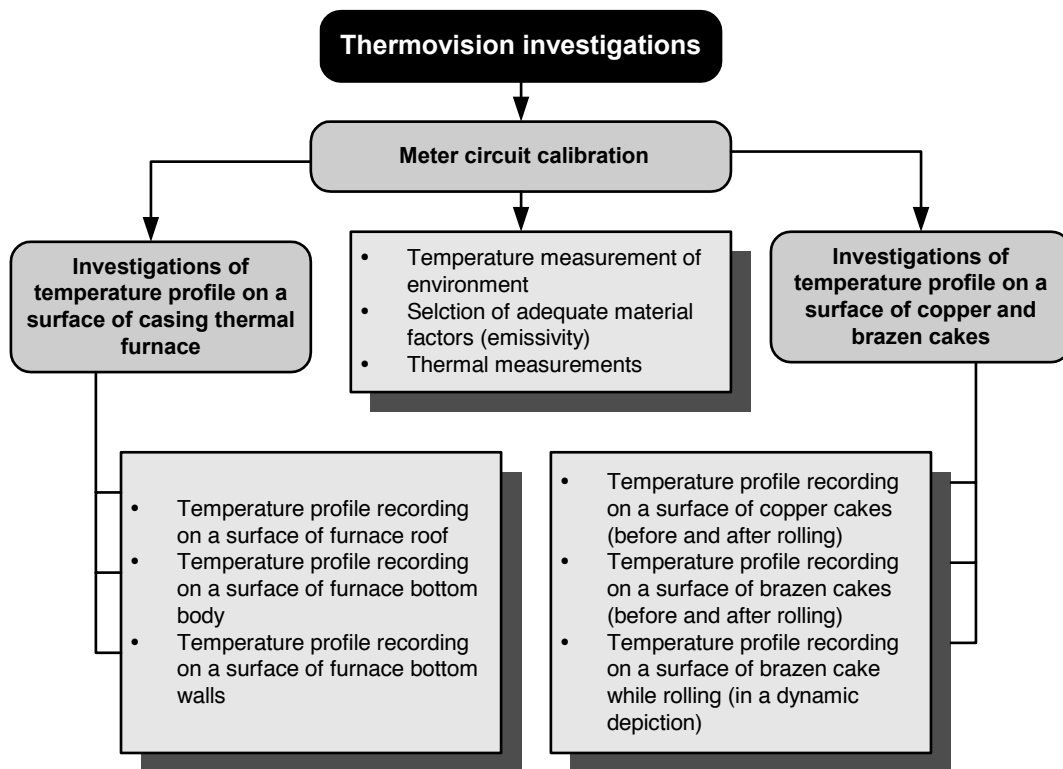 Thermovision investigations
Meter circuit calibration
Investigations of
temperature profile on a
surface of casing thermal
furnace
• Temperature measurement of
environment
• Selction of adequate material
factors (emissivity)
• Thermal measurements
Investigations of
temperature profile on a
surface of copper and
brazen cakes
• Temperature profile recording
on a surface of furnace roof
• Temperature profile recording
on a surface of furnace bottom
body
• Temperature profile recording
on a surface of furnace bottom
walls
• Temperature profile recording
on a surface of copper cakes
(before and after rolling)
• Temperature profile recording
on a surface of brazen cakes
(before and after rolling)
• Temperature profile recording
on a surface of brazen cake
while rolling (in a dynamic
depiction)